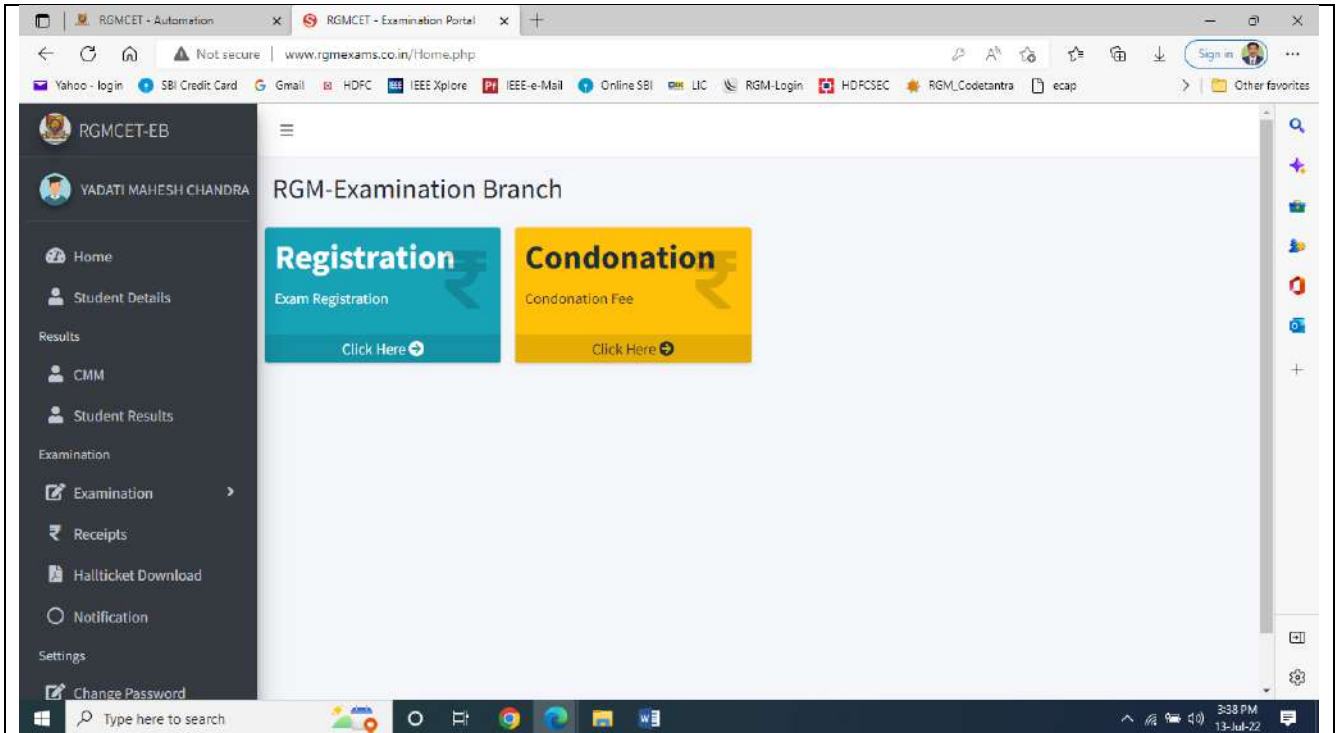 RGMCET - Automation
RGMCET - Examination Portal
Not secure | www.rgmexams.co.in/Home.php
Sign in
Yahoo - login SBI Credit Card Gmail HDFC IEEE Xplore IEEE-e-Mail Online SBI LIC RGM-Login HDFCSEC RGM_Codetantra ecap Other favorites
RGMCET-EB
YADATI MAHESH CHANDRA
Home
Student Details
Results
CMM
Student Results
Examination
Examination
Receipts
Hallticket Download
Notification
Settings
Change Password
RGM-Examination Branch
Registration
Exam Registration
Click Here
Condonation
Condonation Fee
Click Here
Type here to search
3:38 PM
13-Jul-22